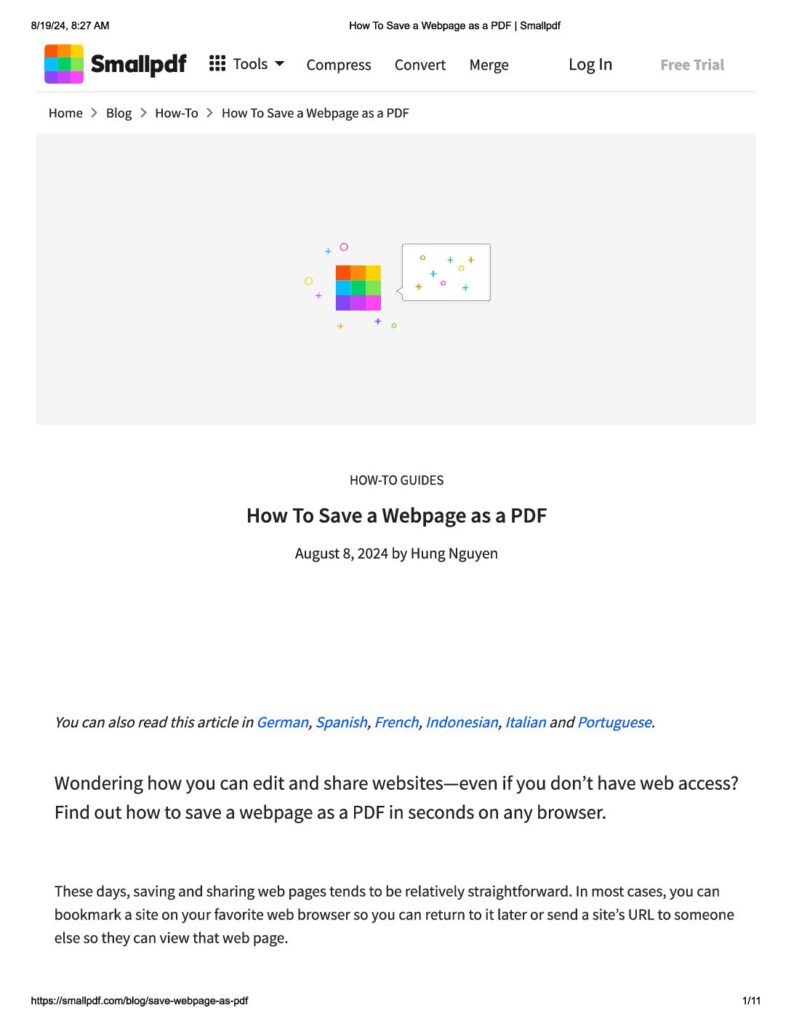 8/19/24, 8:27 AM
How To Save a Webpage as a PDF | Smallpdf
Smallpdf
Tools
Compress
Convert
Merge
Log In
Free Trial
Home > Blog > How-To > How To Save a Webpage as a PDF
HOW-TO GUIDES
How To Save a Webpage as a PDF
August 8, 2024 by Hung Nguyen
You can also read this article in German, Spanish, French, Indonesian, Italian and Portuguese.
Wondering how you can edit and share websites—even if you don’t have web access?
Find out how to save a webpage as a PDF in seconds on any browser.
These days, saving and sharing web pages tends to be relatively straightforward. In most cases, you can
bookmark a site on your favorite web browser so you can return to it later or send a site’s URL to someone
else so they can view that web page.
https://smallpdf.com/blog/save-webpage-as-pdf
1/11